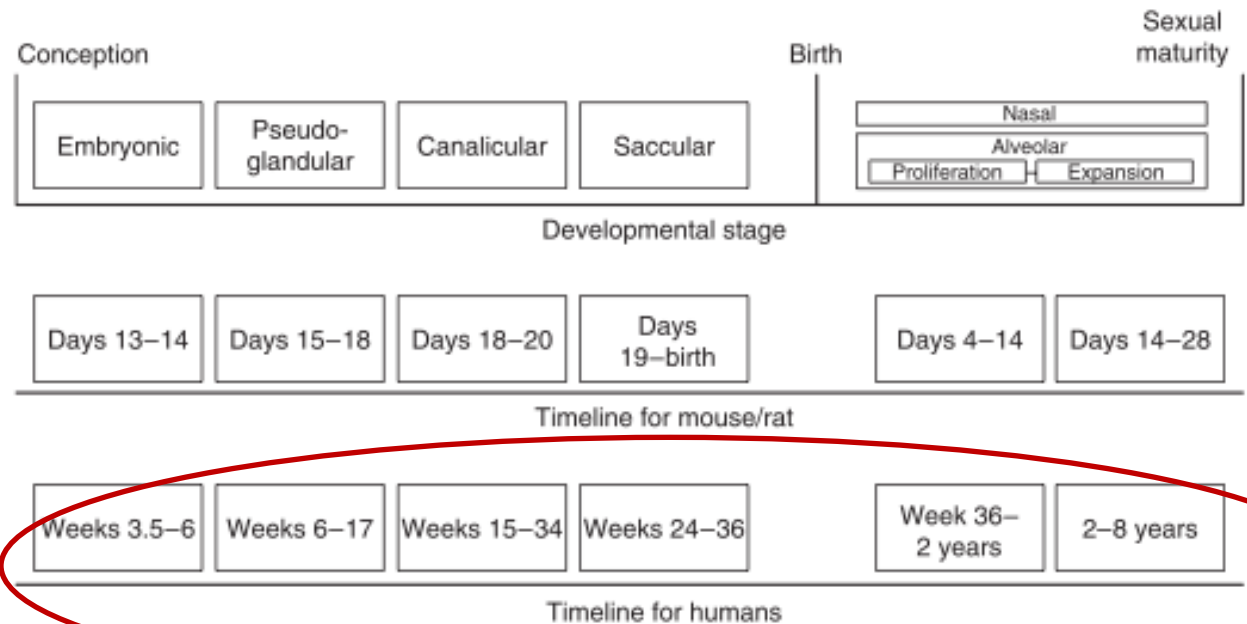 Sexual
Conception
Birth
maturity
Embryonic
Pseudo-
glandular
Canalicular
Saccular
Nasal
Alveolar
Proliferation
Expansion
Developmental stage
Days 13–14
Days 15–18
Days 18–20
Days
19–birth
Days 4–14
Days 14–28
Timeline for mouse/rat
Weeks 3.5–6
Weeks 6–17
Weeks 15–34
Weeks 24–36
Week 36–
2 years
2–8 years
Timeline for humans